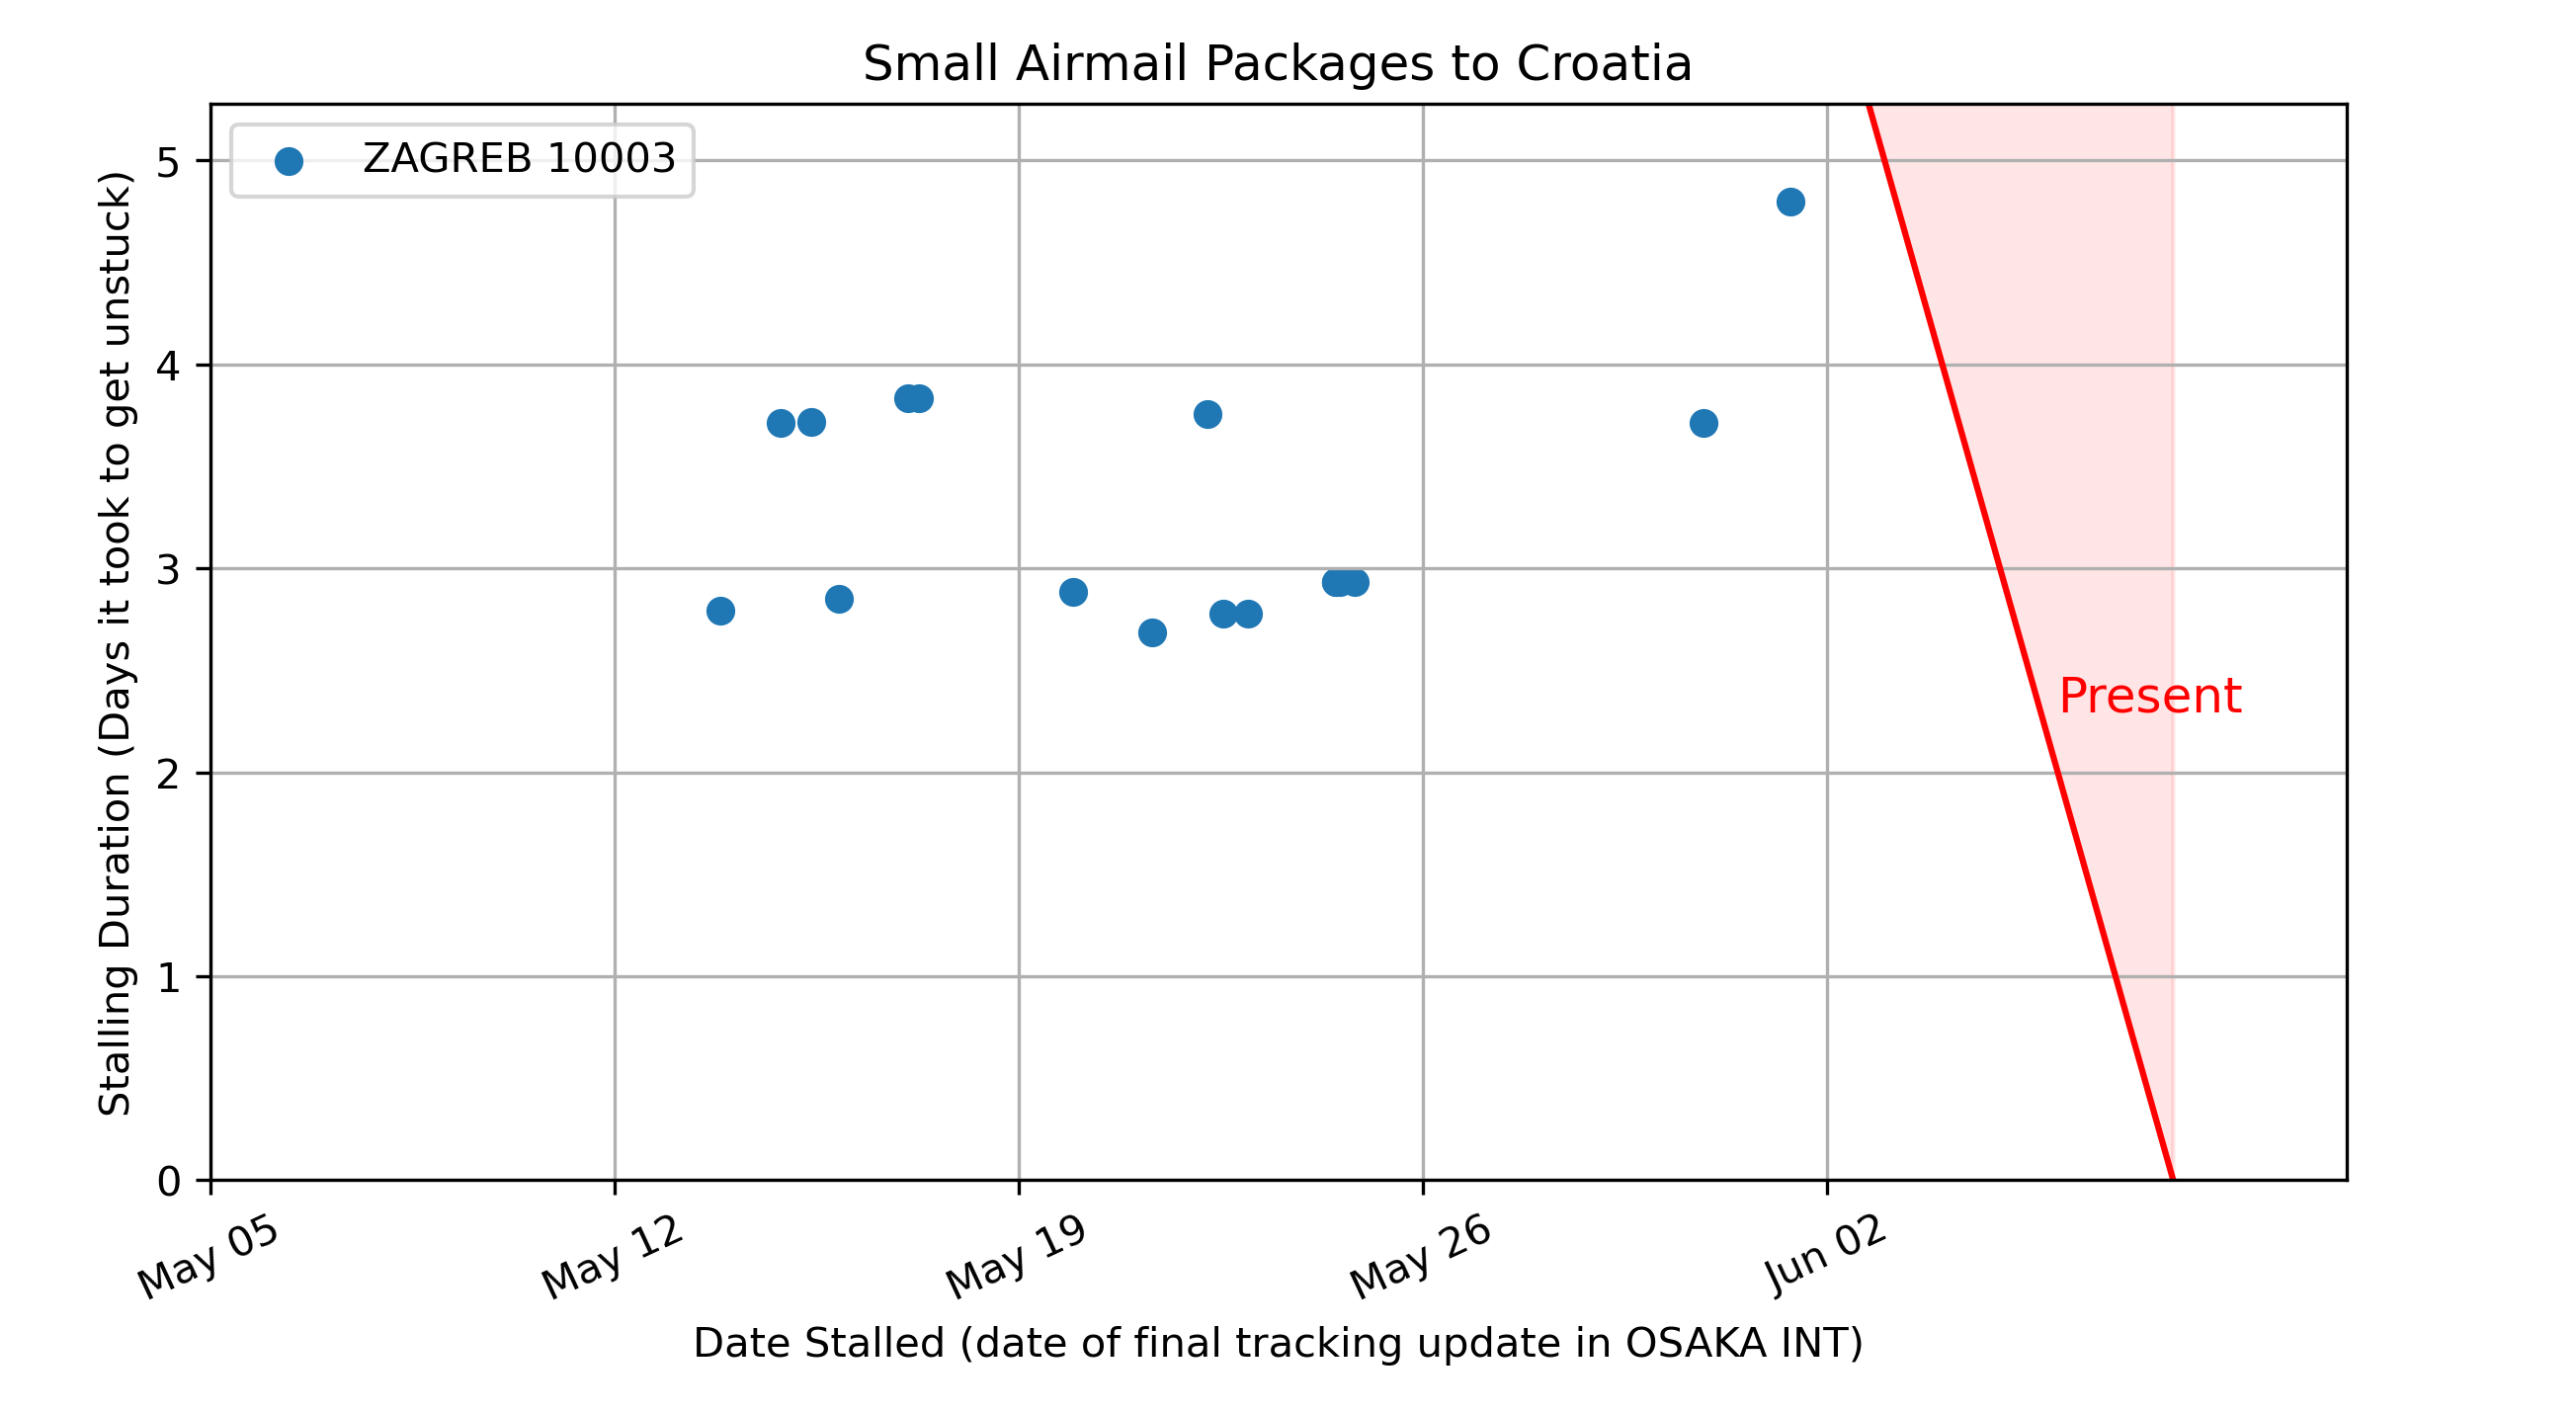 Small Airmail Packages to Croatia
ZAGREB 10003
Stalling Duration (Days it took to get unstuck)
5
4
3
2
1
0
Present
May 05
May 12
May 19
May 26
Jun 02
Date Stalled (date of final tracking update in OSAKA INT)